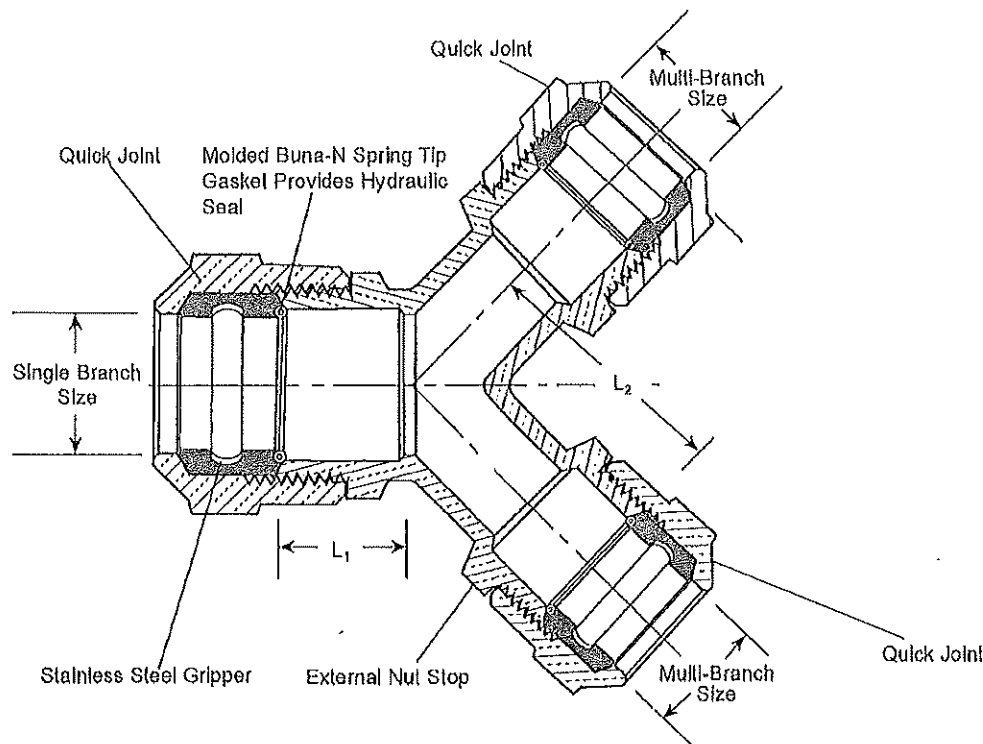 Quick Joint
Multi-Branch
Size
Quick Joint
Molded Buna-N Spring Tip
Gasket Provides Hydraulic
Seal
Single Branch
Size
L2
L1
Stainless Steel Gripper
External Nut Stop
Multi-Branch
Size
Quick Joint